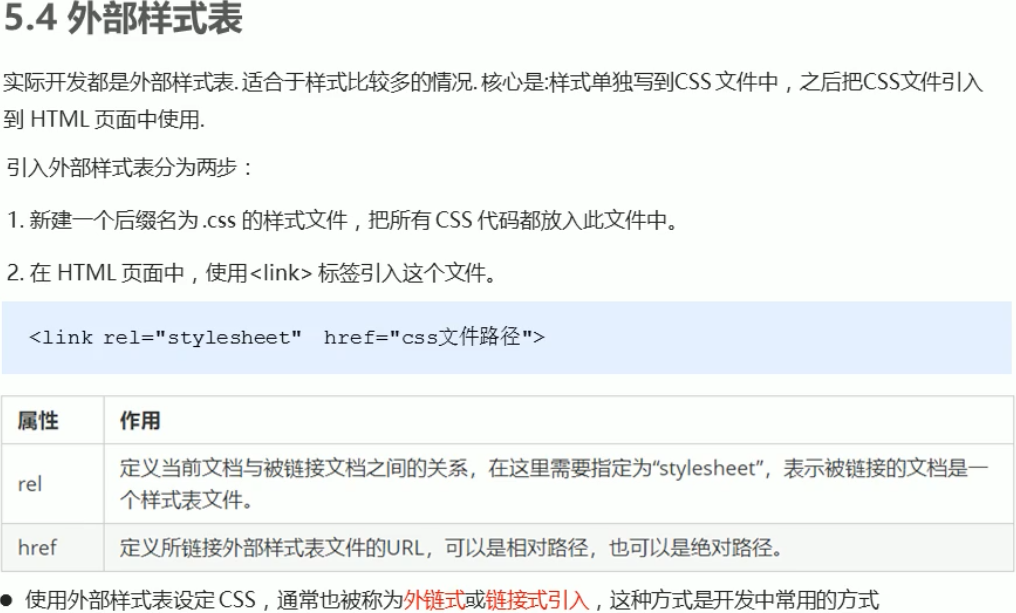 5.4 外部样式表
实际开发都是外部样式表. 适合于样式比较多的情况. 核心是:样式单独写到CSS 文件中，之后把CSS文件引入
到 HTML 页面中使用.
引入外部样式表分为两步：
1. 新建一个后缀名为 .css 的样式文件，把所有 CSS 代码都放入此文件中。
2. 在 HTML 页面中，使用<link> 标签引入这个文件。
<link rel="stylesheet"  href="css文件路径">
属性 作用
rel 定义当前文档与被链接文档之间的关系，在这里需要指定为“stylesheet”，表示被链接的文档是一
个样式表文件。
href 定义所链接外部样式表文件的URL，可以是相对路径，也可以是绝对路径。
● 使用外部样式表设定 CSS，通常也被称为外链式或链接式引入，这种方式是开发中常用的方式